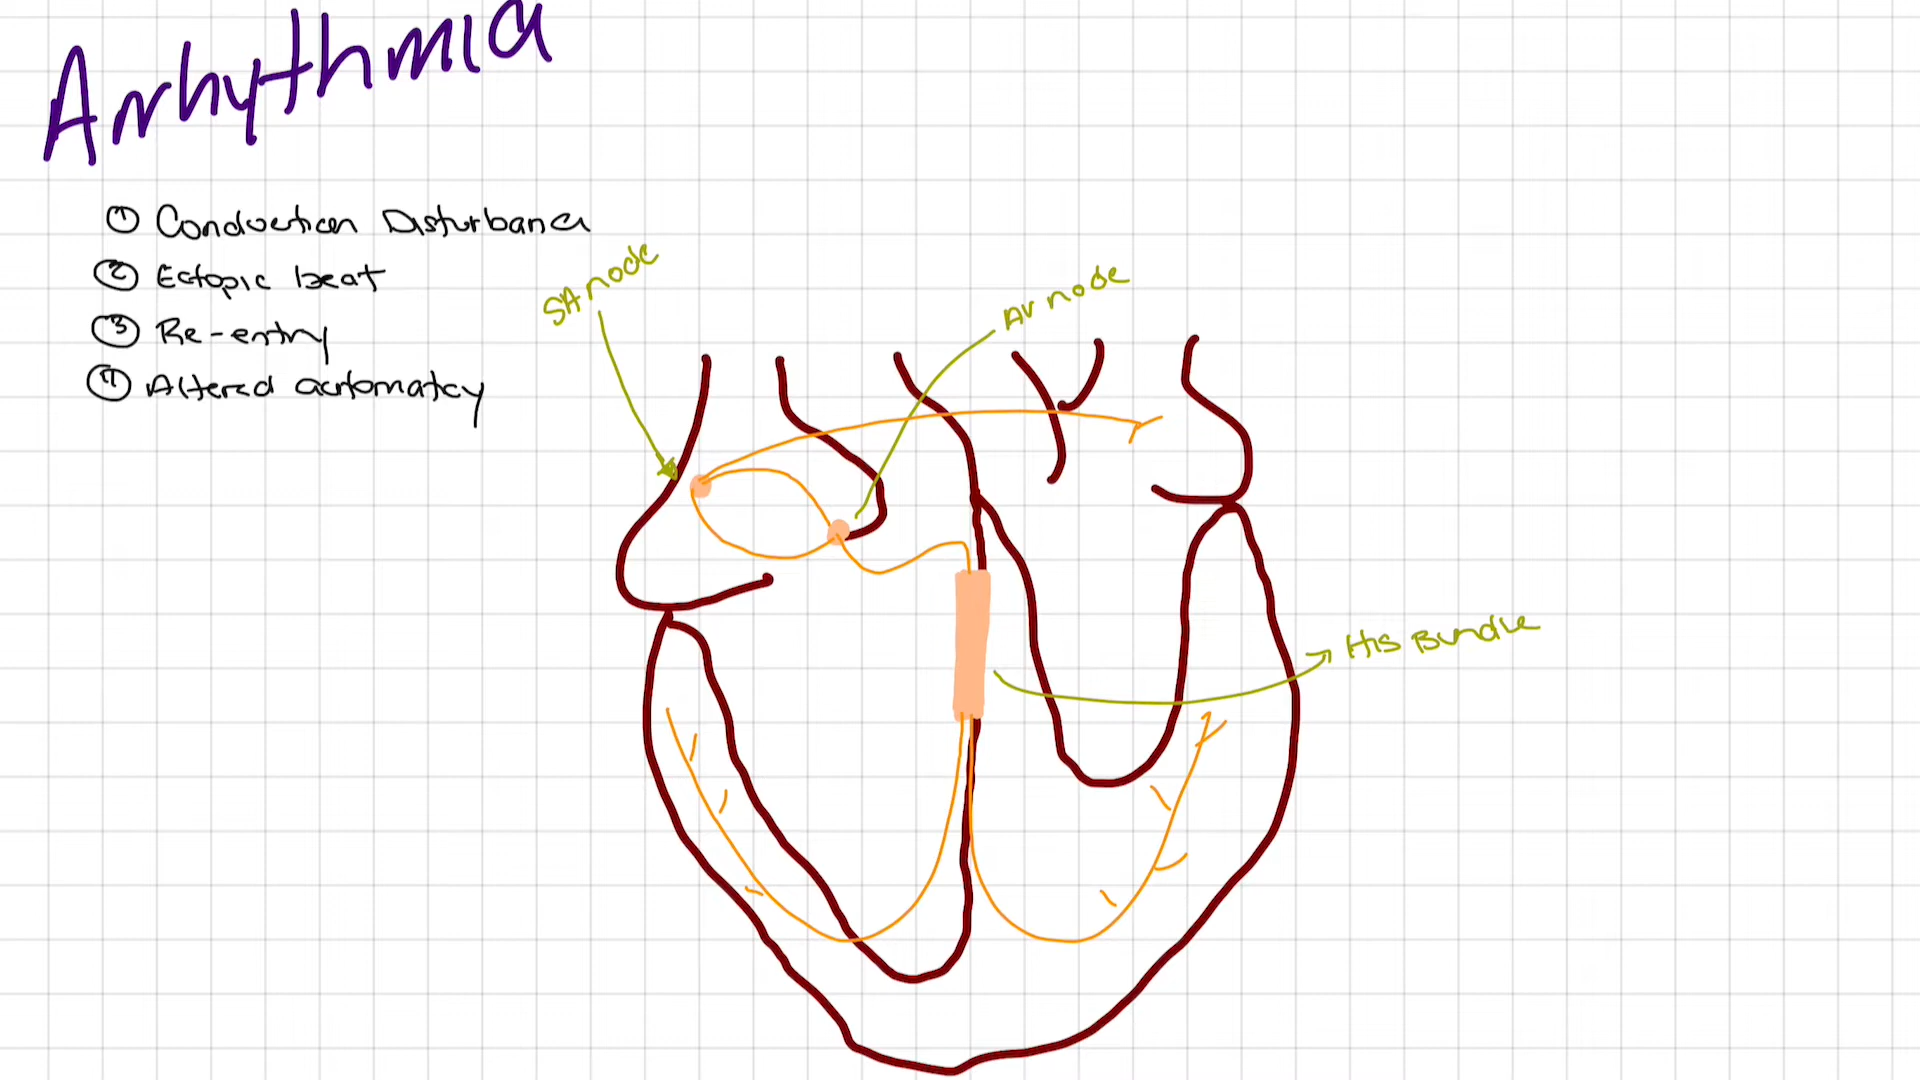 Arrhythmia
① Conduction Disturbance
② Ectopic beat
③ Re-entry
④ Altered automaticy
SA node
AV node
His Bundle